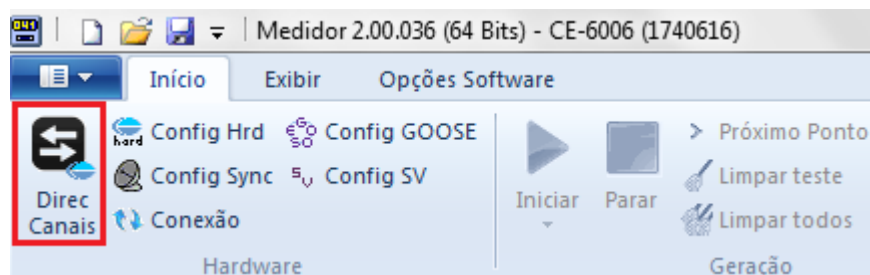 Medidor 2.00.036 (64 Bits) - CE-6006 (1740616)
Início Exibir Opções Software
Direc Canais
Config Hrd Config GOOSE
Config Sync Config SV
Conexão
Hardware
Iniciar Parar
Próximo Ponto
Limpar teste
Limpar todos
Geração